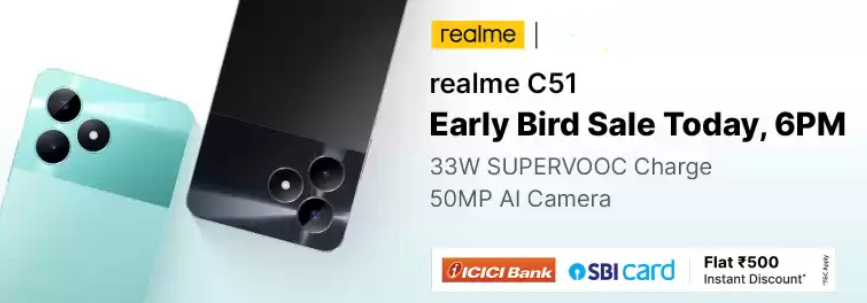 realme |
realme C51
Early Bird Sale Today, 6PM
33W SUPERVOOC Charge
50MP AI Camera
ICICI Bank
SBI card
Flat ₹500
Instant Discount*
*T&C Apply